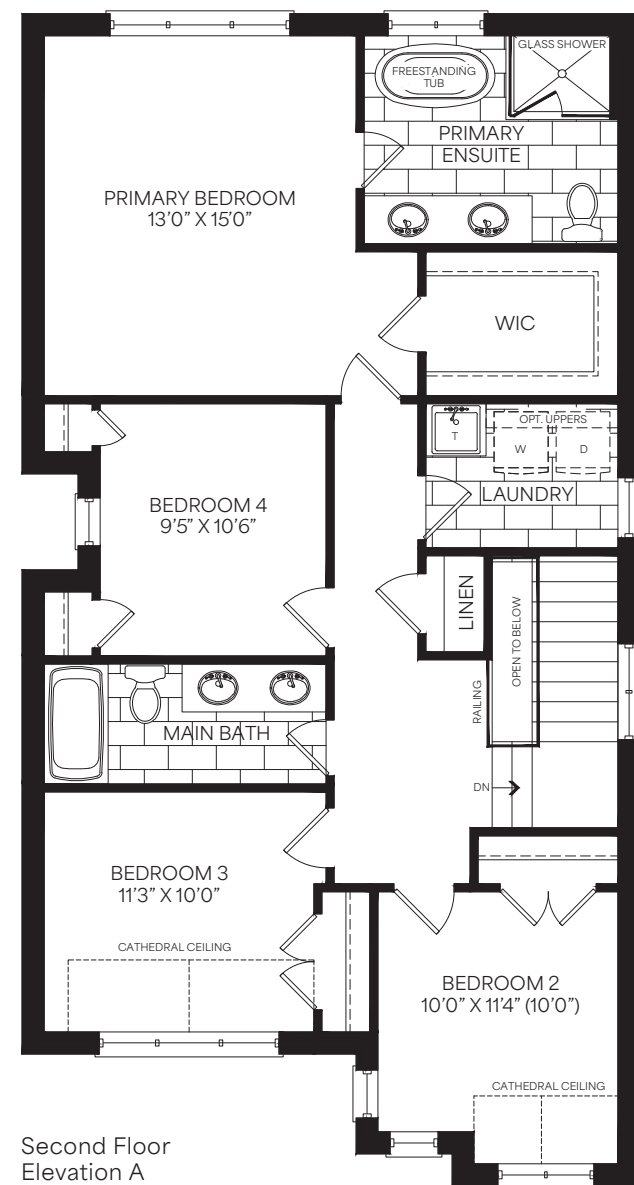 GLASS SHOWER
FREESTANDING
TUB
PRIMARY
ENSUITE
PRIMARY BEDROOM
13'0" X 15'0"
WIC
OPT. UPPERS
T
W
D
LAUNDRY
BEDROOM 4
9'5" X 10'6"
LINEN
OPEN TO BELOW
RAILING
MAIN BATH
DN
BEDROOM 3
11'3" X 10'0"
CATHEDRAL CEILING
BEDROOM 2
10'0" X 11'4" (10'0")
CATHEDRAL CEILING
Second Floor
Elevation A